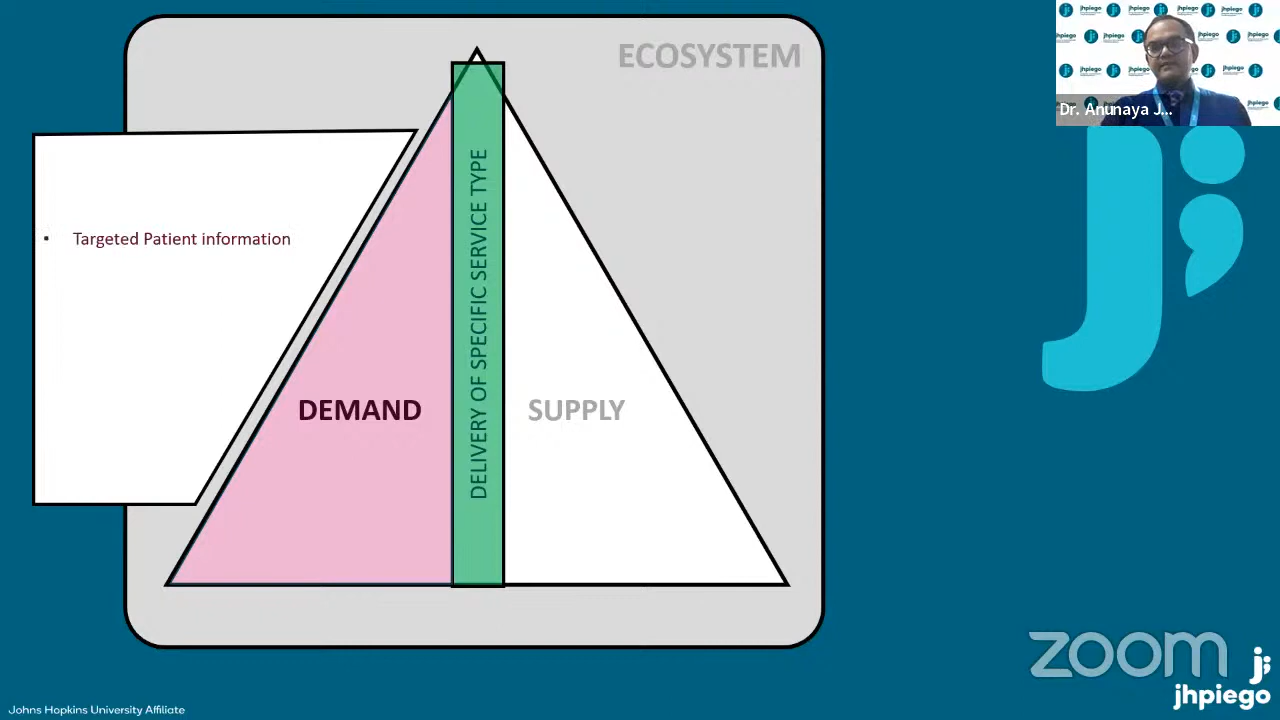 ECOSYSTEM
jhpiego
Dr. Anunaya J...
DELIVERY OF SPECIFIC SERVICE TYPE
• Targeted Patient information
DEMAND
SUPPLY
zoom
jhpiego
Johns Hopkins University Affiliate